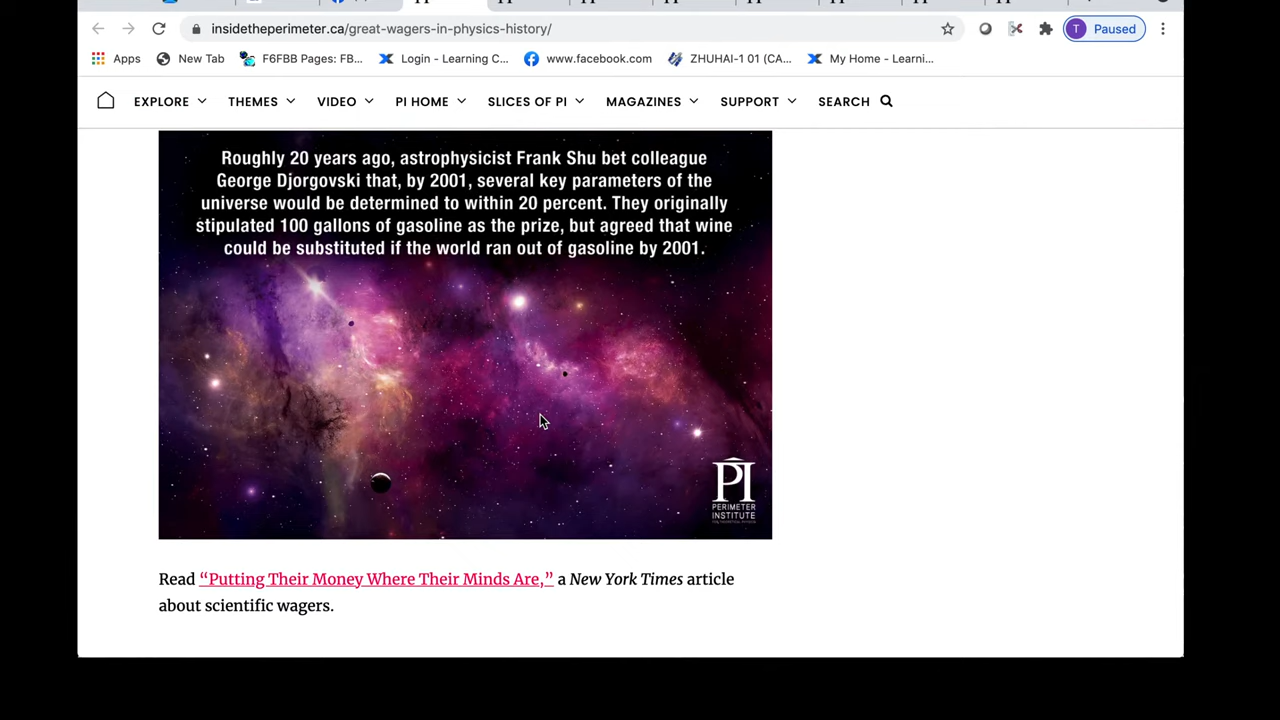 insidetheperimeter.ca/great-wagers-in-physics-history/
T Paused
Apps New Tab F6FBB Pages: FB... Login - Learning C... www.facebook.com ZHUHAI-1 01 (CA... My Home - Learni...
EXPLORE THEMES VIDEO PI HOME SLICES OF PI MAGAZINES SUPPORT SEARCH
Roughly 20 years ago, astrophysicist Frank Shu bet colleague
George Djorgovski that, by 2001, several key parameters of the
universe would be determined to within 20 percent. They originally
stipulated 100 gallons of gasoline as the prize, but agreed that wine
could be substituted if the world ran out of gasoline by 2001.
PI
PERIMETER
INSTITUTE
Read “Putting Their Money Where Their Minds Are,” a New York Times article
about scientific wagers.